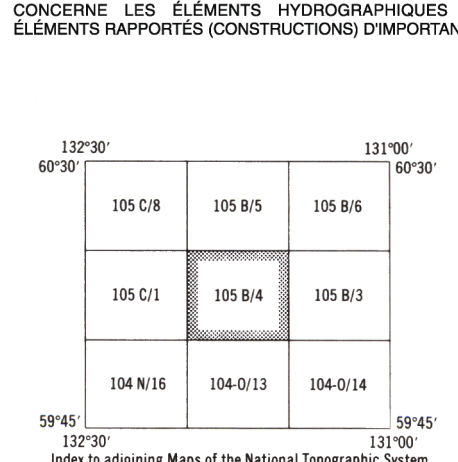 CONCERNE LES ÉLÉMENTS HYDROGRAPHIQUES
ÉLÉMENTS RAPPORTÉS (CONSTRUCTIONS) D'IMPORTAN
132°30′ 131°00′
60°30′ 60°30′
105 C/8 105 B/5 105 B/6
105 C/1 105 B/4 105 B/3
104 N/16 104-O/13 104-O/14
59°45′ 59°45′
132°30′ 131°00′
Index to adjoining Maps of the National Topographic System